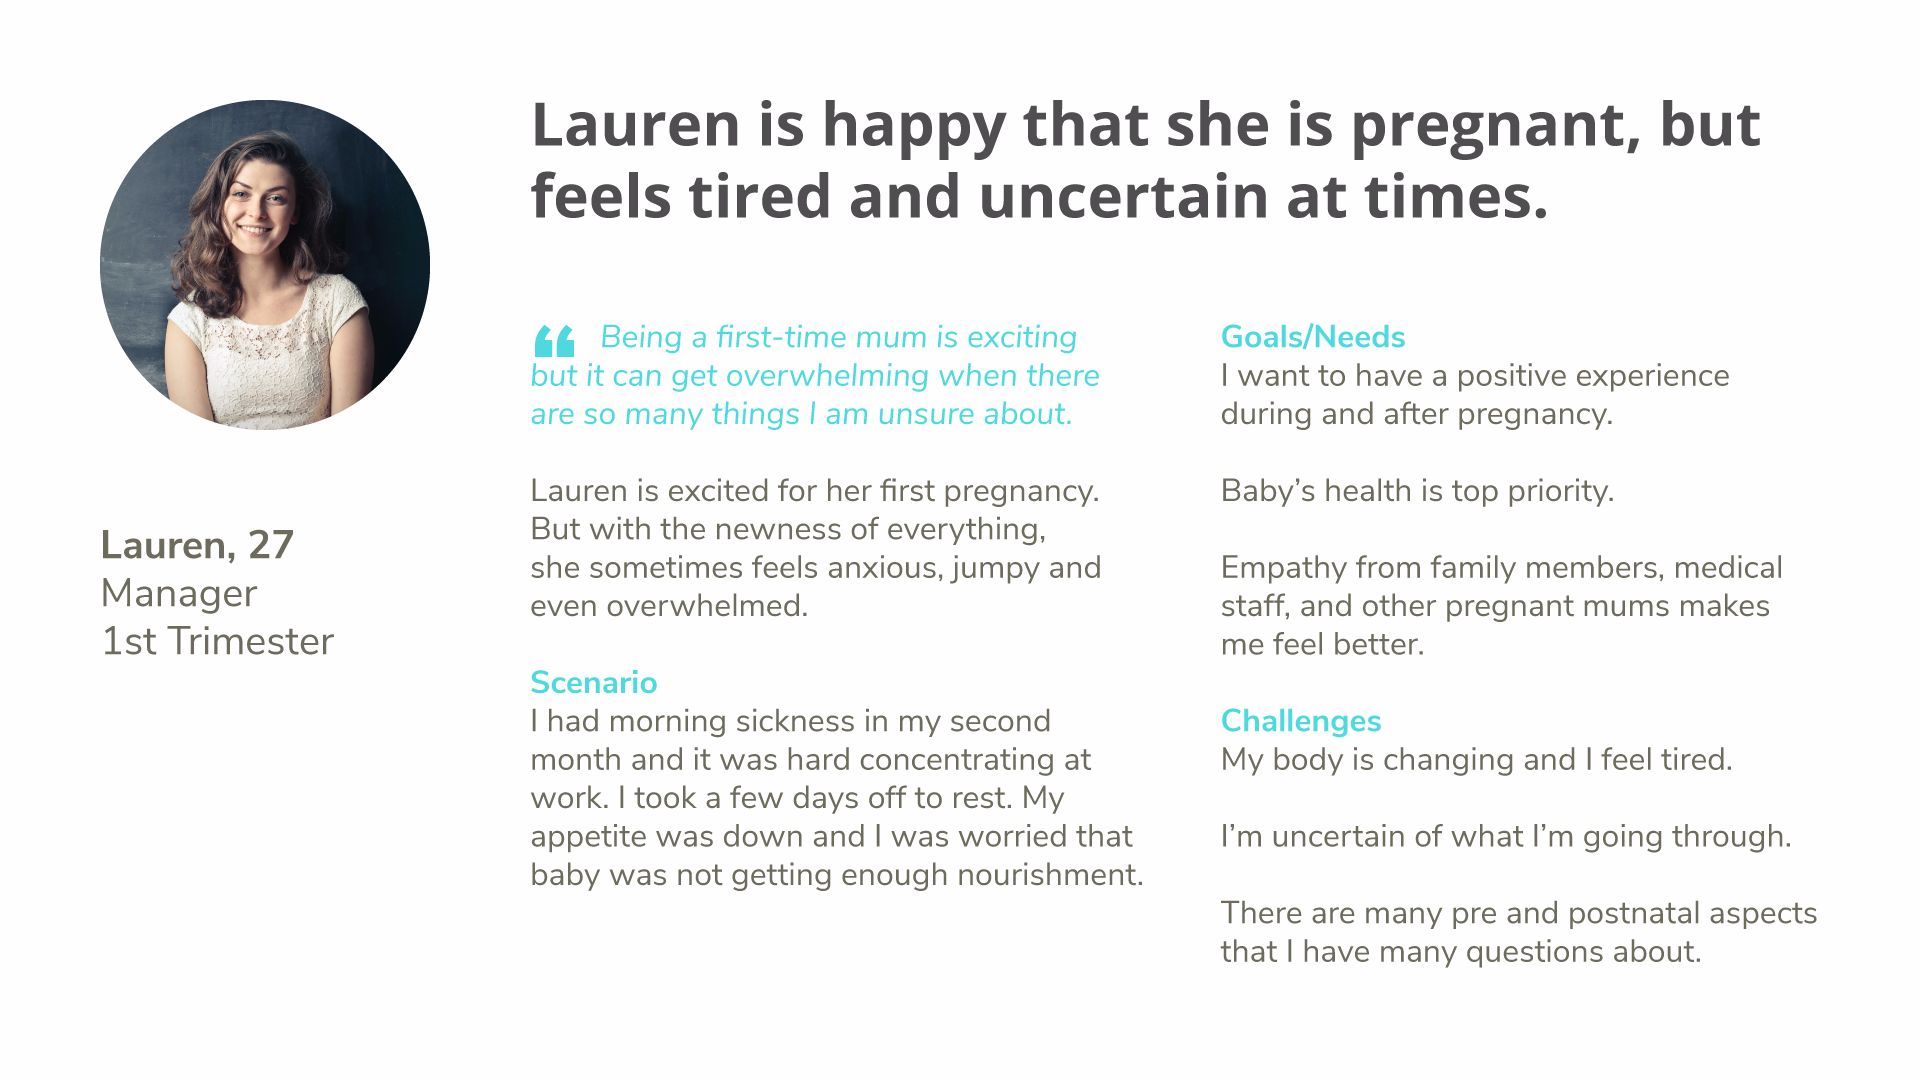 Lauren is happy that she is pregnant, but
feels tired and uncertain at times.
Lauren, 27
Manager
1st Trimester
“ Being a first-time mum is exciting
but it can get overwhelming when there
are so many things I am unsure about.
Lauren is excited for her first pregnancy.
But with the newness of everything,
she sometimes feels anxious, jumpy and
even overwhelmed.
Scenario
I had morning sickness in my second
month and it was hard concentrating at
work. I took a few days off to rest. My
appetite was down and I was worried that
baby was not getting enough nourishment.
Goals/Needs
I want to have a positive experience
during and after pregnancy.
Baby’s health is top priority.
Empathy from family members, medical
staff, and other pregnant mums makes
me feel better.
Challenges
My body is changing and I feel tired.
I’m uncertain of what I’m going through.
There are many pre and postnatal aspects
that I have many questions about.